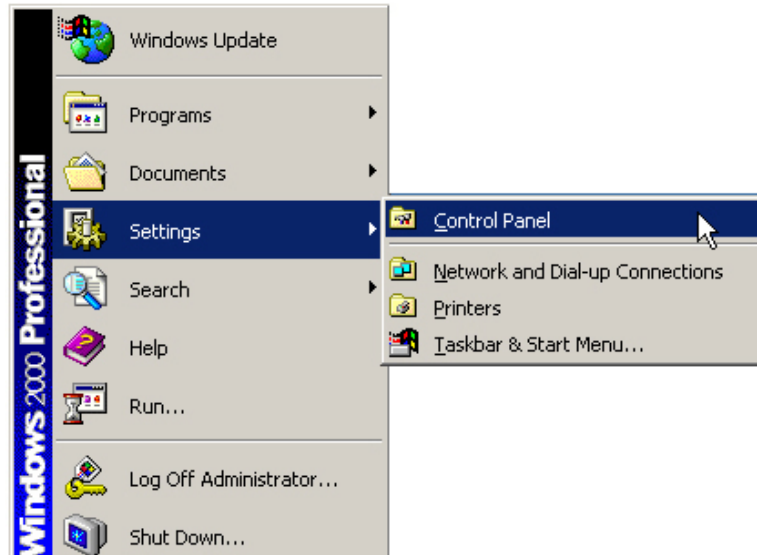 Windows 2000 Professional
Windows Update
Programs
Documents
Settings
Search
Help
Run...
Log Off Administrator...
Shut Down...
Control Panel
Network and Dial-up Connections
Printers
Taskbar & Start Menu...